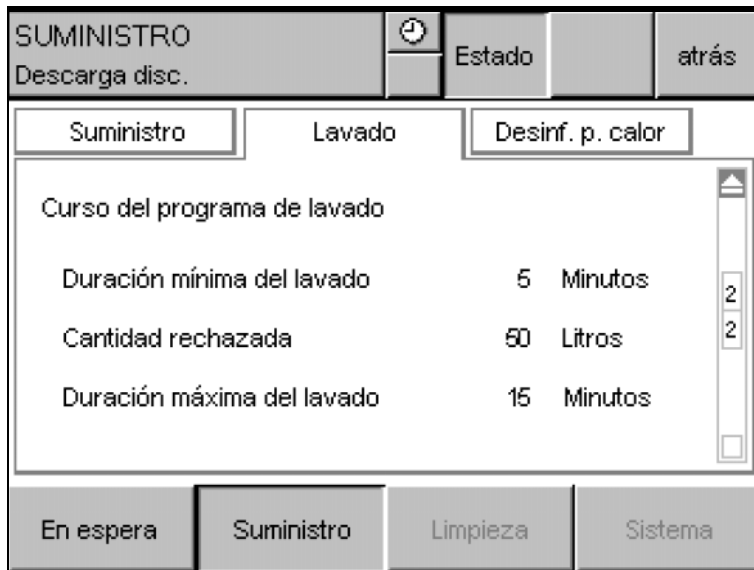 SUMINISTRO
Descarga disc.
Estado
atrás
Suministro
Lavado
Desinf. p. calor
Curso del programa de lavado
Duración mínima del lavado 5 Minutos
Cantidad rechazada 50 Litros
Duración máxima del lavado 15 Minutos
2
2
En espera
Suministro
Limpieza
Sistema